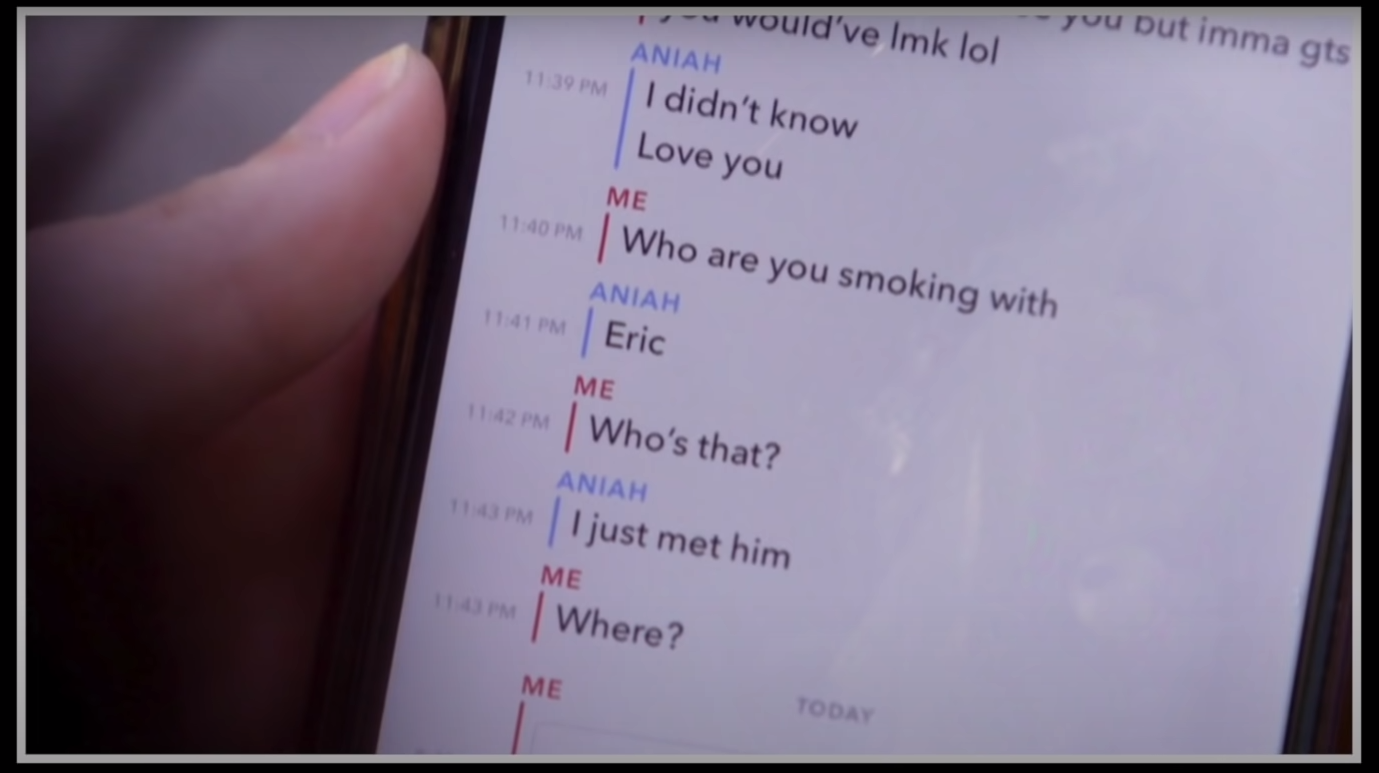 you but imma gts
you would've lmk lol
ANIAH
11:39 PM
I didn't know
Love you
ME
11:40 PM
Who are you smoking with
ANIAH
11:41 PM
Eric
ME
11:42 PM
Who's that?
ANIAH
11:43 PM
I just met him
ME
11:43 PM
Where?
TODAY
ME